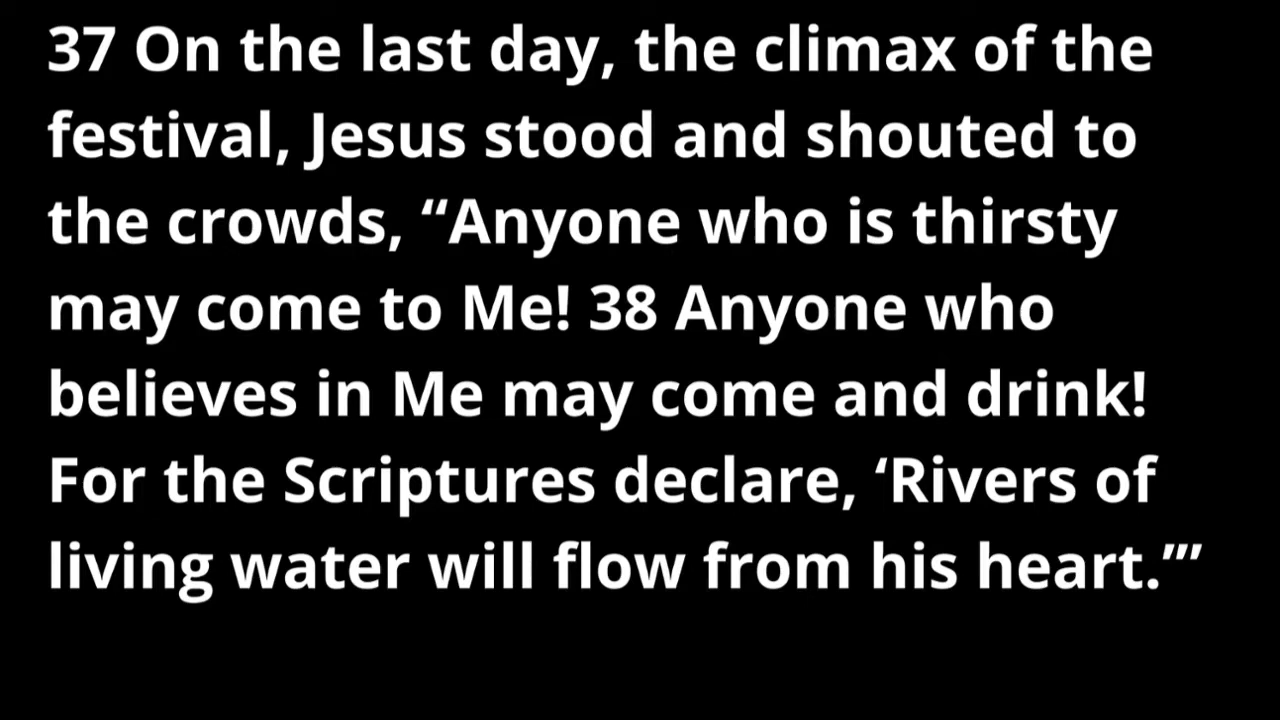 37 On the last day, the climax of the
festival, Jesus stood and shouted to
the crowds, “Anyone who is thirsty
may come to Me! 38 Anyone who
believes in Me may come and drink!
For the Scriptures declare, ‘Rivers of
living water will flow from his heart.”’